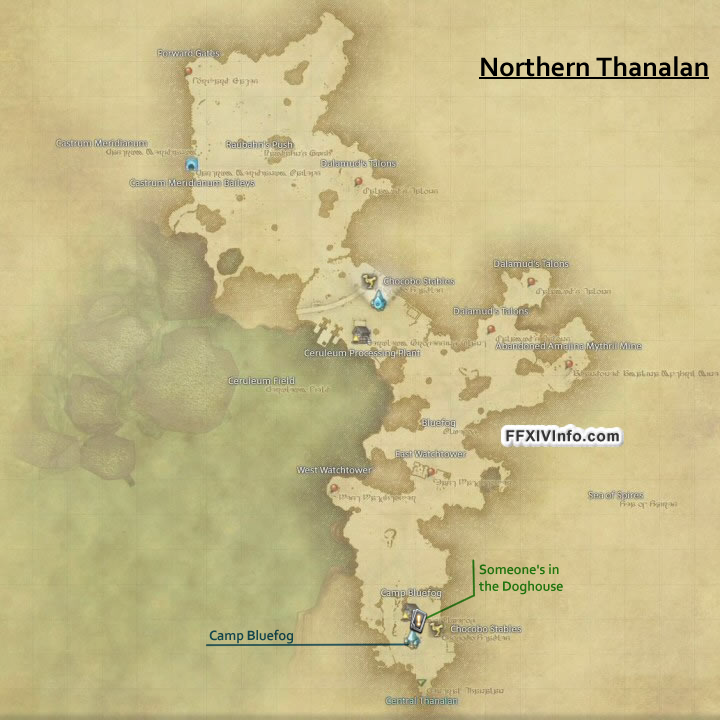 Northern Thanalan
Forward Gates
Castrum Meridianum
Raubahn's Push
Dalamud's Talons
Castrum Meridianum Baileys
Dalamud's Talons
Chocobo Stables
Dalamud's Talons
Abandoned Amajina Mythril Mine
Ceruleum Processing Plant
Ceruleum Field
Bluefog
FFXIVInfo.com
East Watchtower
West Watchtower
Sea of Spires
Someone's in
the Doghouse
Camp Bluefog
Chocobo Stables
Camp Bluefog
Central Thanalan